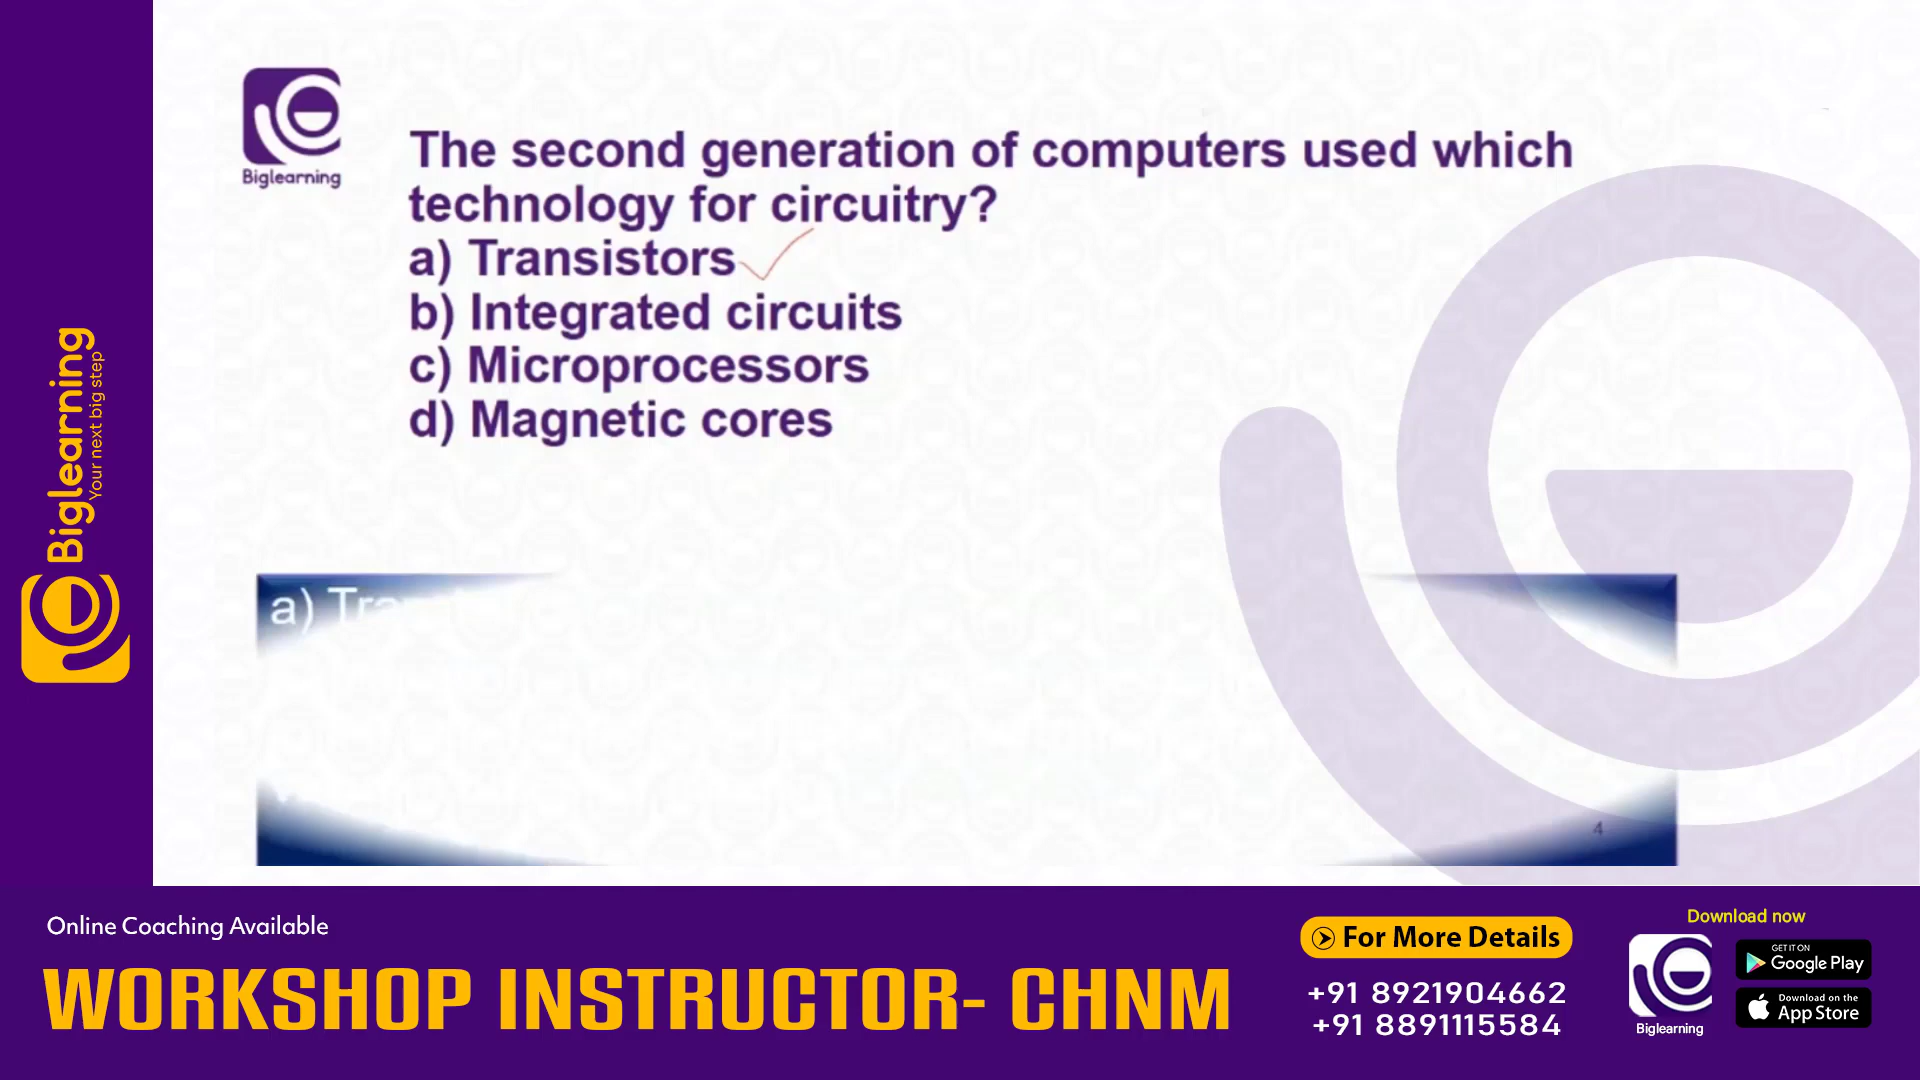 Biglearning
The second generation of computers used which
technology for circuitry?
a) Transistors
b) Integrated circuits
c) Microprocessors
d) Magnetic cores
a)
4
Biglearning
Your next big step
Online Coaching Available
WORKSHOP INSTRUCTOR- CHNM
For More Details
+91 8921904662
+91 8891115584
Download now
Biglearning
GET IT ON
Google Play
Download on the
App Store